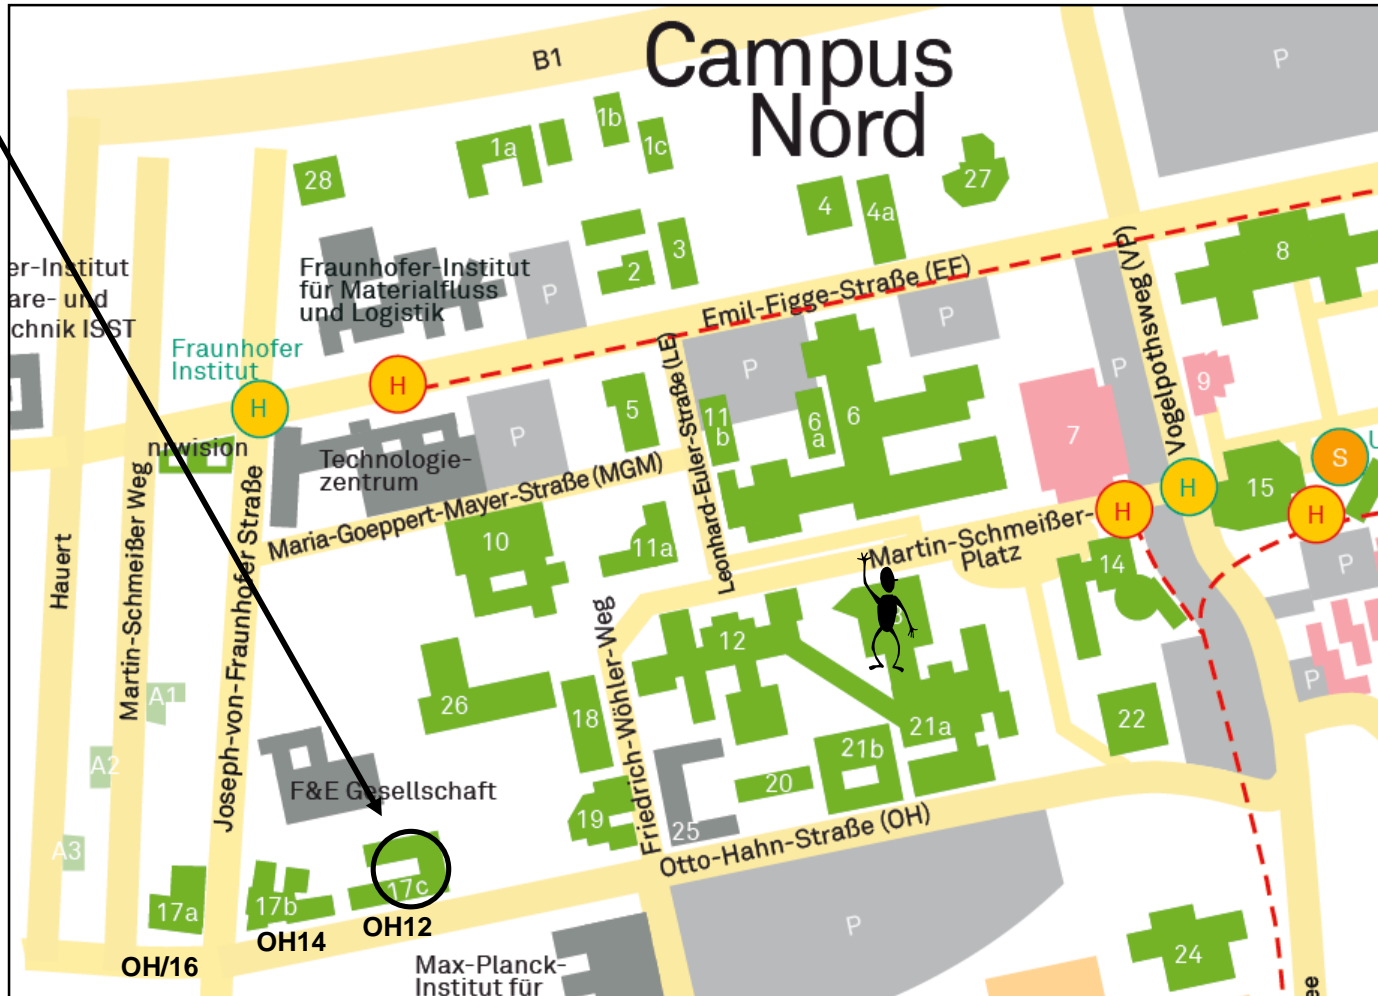 Campus
Nord
B1
P
1b
1c
1a
28
27
4
4a
3
2
8
er-Institut
are- und
chnik ISST
Fraunhofer-Institut
für Materialfluss
und Logistik
P
Emil-Figge-Straße (EF)
P
Vogelpothsweg (VP)
Fraunhofer
Institut
H
H
P
Leonhard-Euler-Straße (LE)
P
9
5
11
b
6
a
6
7
P
nrwision
Technologie-
zentrum
Maria-Goeppert-Mayer-Straße (MGM)
S
U
15
H
H
H
Martin-Schmeißer-
Platz
10
11a
14
P
Hauert
Martin-Schmeißer Weg
Joseph-von-Fraunhofer Straße
Friedrich-Wöhler-Weg
12
3
A1
26
18
21a
22
P
A2
21b
20
F&E Gesellschaft
19
25
Otto-Hahn-Straße (OH)
A3
17a
17b
17c
OH12
OH14
OH/16
P
24
Max-Planck-
Institut für
ee